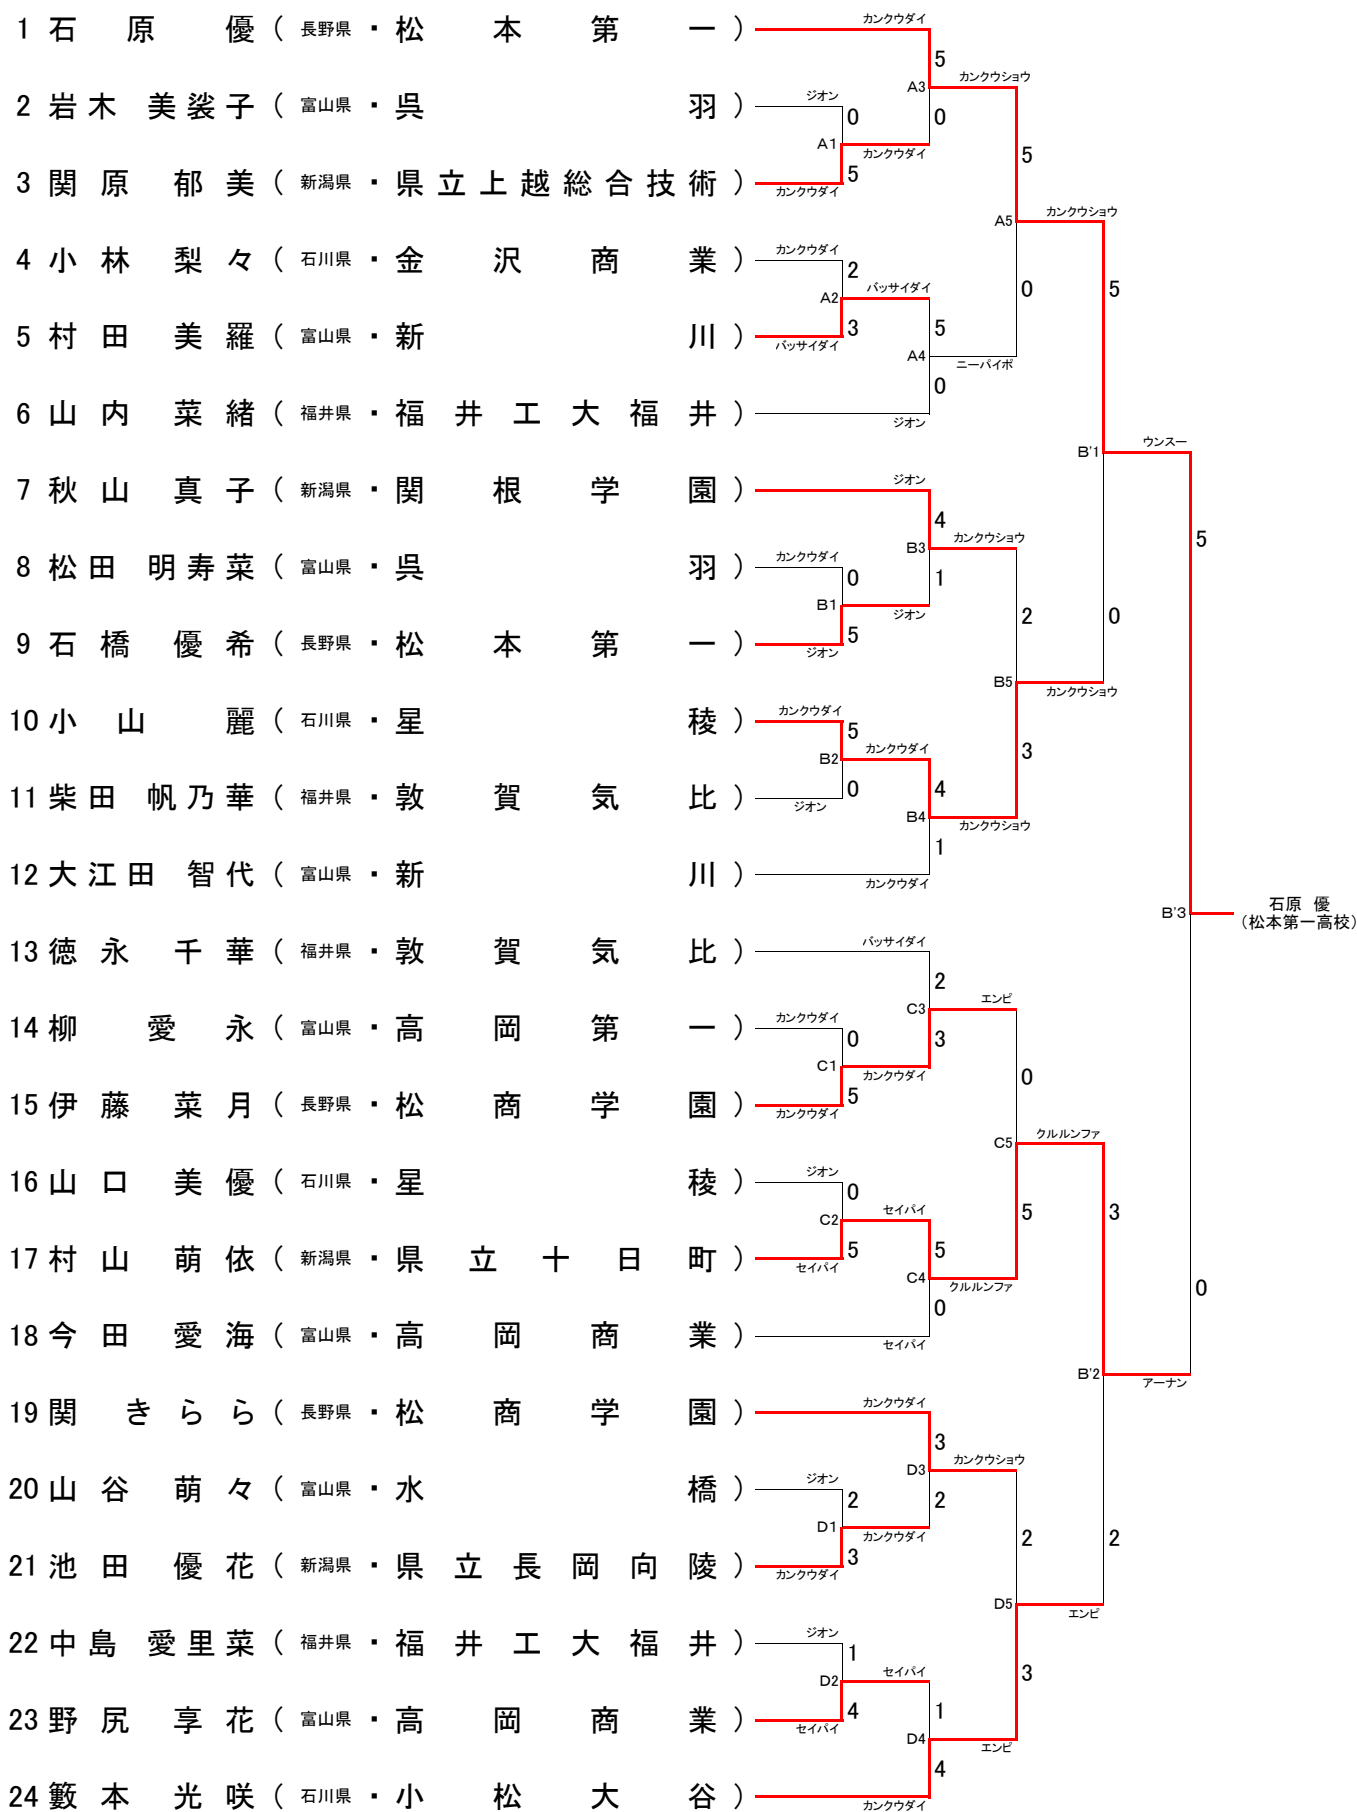 1 石原 優 ( 長野県 ・ 松本第一 )
カンクウダイ
5
A3
カンクウショウ
2 岩木 美裟子 ( 富山県 ・ 呉羽 )
ジオン
0
0
A1
カンクウダイ
5
3 関原 郁美 ( 新潟県 ・ 県立上越総合技術 )
カンクウダイ
5
A5
カンクウショウ
4 小林 梨々 ( 石川県 ・ 金沢商業 )
カンクウダイ
2
A2
バッサイダイ
0
5
5 村田 美羅 ( 富山県 ・ 新川 )
バッサイダイ
3
5
A4
ニーパイポ
0
6 山内 菜緒 ( 福井県 ・ 福井工大福井 )
ジオン
B'1
ウンスー
7 秋山 真子 ( 新潟県 ・ 関根学園 )
ジオン
4
B3
カンクウショウ
5
8 松田 明寿菜 ( 富山県 ・ 呉羽 )
カンクウダイ
0
1
B1
ジオン
2
0
9 石橋 優希 ( 長野県 ・ 松本第一 )
ジオン
5
B5
カンクウショウ
10 小山 麗 ( 石川県 ・ 星稜 )
カンクウダイ
5
B2
カンクウダイ
3
11 柴田 帆乃華 ( 福井県 ・ 敦賀気比 )
ジオン
0
4
B4
カンクウショウ
1
12 大江田 智代 ( 富山県 ・ 新川 )
カンクウダイ
B'3
石原 優
(松本第一高校)
13 徳永 千華 ( 福井県 ・ 敦賀気比 )
バッサイダイ
2
C3
エンピ
14 柳 愛永 ( 富山県 ・ 高岡第一 )
カンクウダイ
0
3
C1
カンクウダイ
0
15 伊藤 菜月 ( 長野県 ・ 松商学園 )
カンクウダイ
5
C5
クルルンファ
16 山口 美優 ( 石川県 ・ 星稜 )
ジオン
0
C2
セイパイ
5
3
17 村山 萌依 ( 新潟県 ・ 県立十日町 )
セイパイ
5
5
C4
クルルンファ
0
0
18 今田 愛海 ( 富山県 ・ 高岡商業 )
セイパイ
B'2
アーナン
19 関 きらら ( 長野県 ・ 松商学園 )
カンクウダイ
3
D3
カンクウショウ
20 山谷 萌々 ( 富山県 ・ 水橋 )
ジオン
2
2
D1
カンクウダイ
2
2
21 池田 優花 ( 新潟県 ・ 県立長岡向陵 )
カンクウダイ
3
D5
エンピ
22 中島 愛里菜 ( 福井県 ・ 福井工大福井 )
ジオン
1
D2
セイパイ
3
23 野尻 享花 ( 富山県 ・ 高岡商業 )
セイパイ
4
1
D4
エンピ
4
24 籔本 光咲 ( 石川県 ・ 小松大谷 )
カンクウダイ